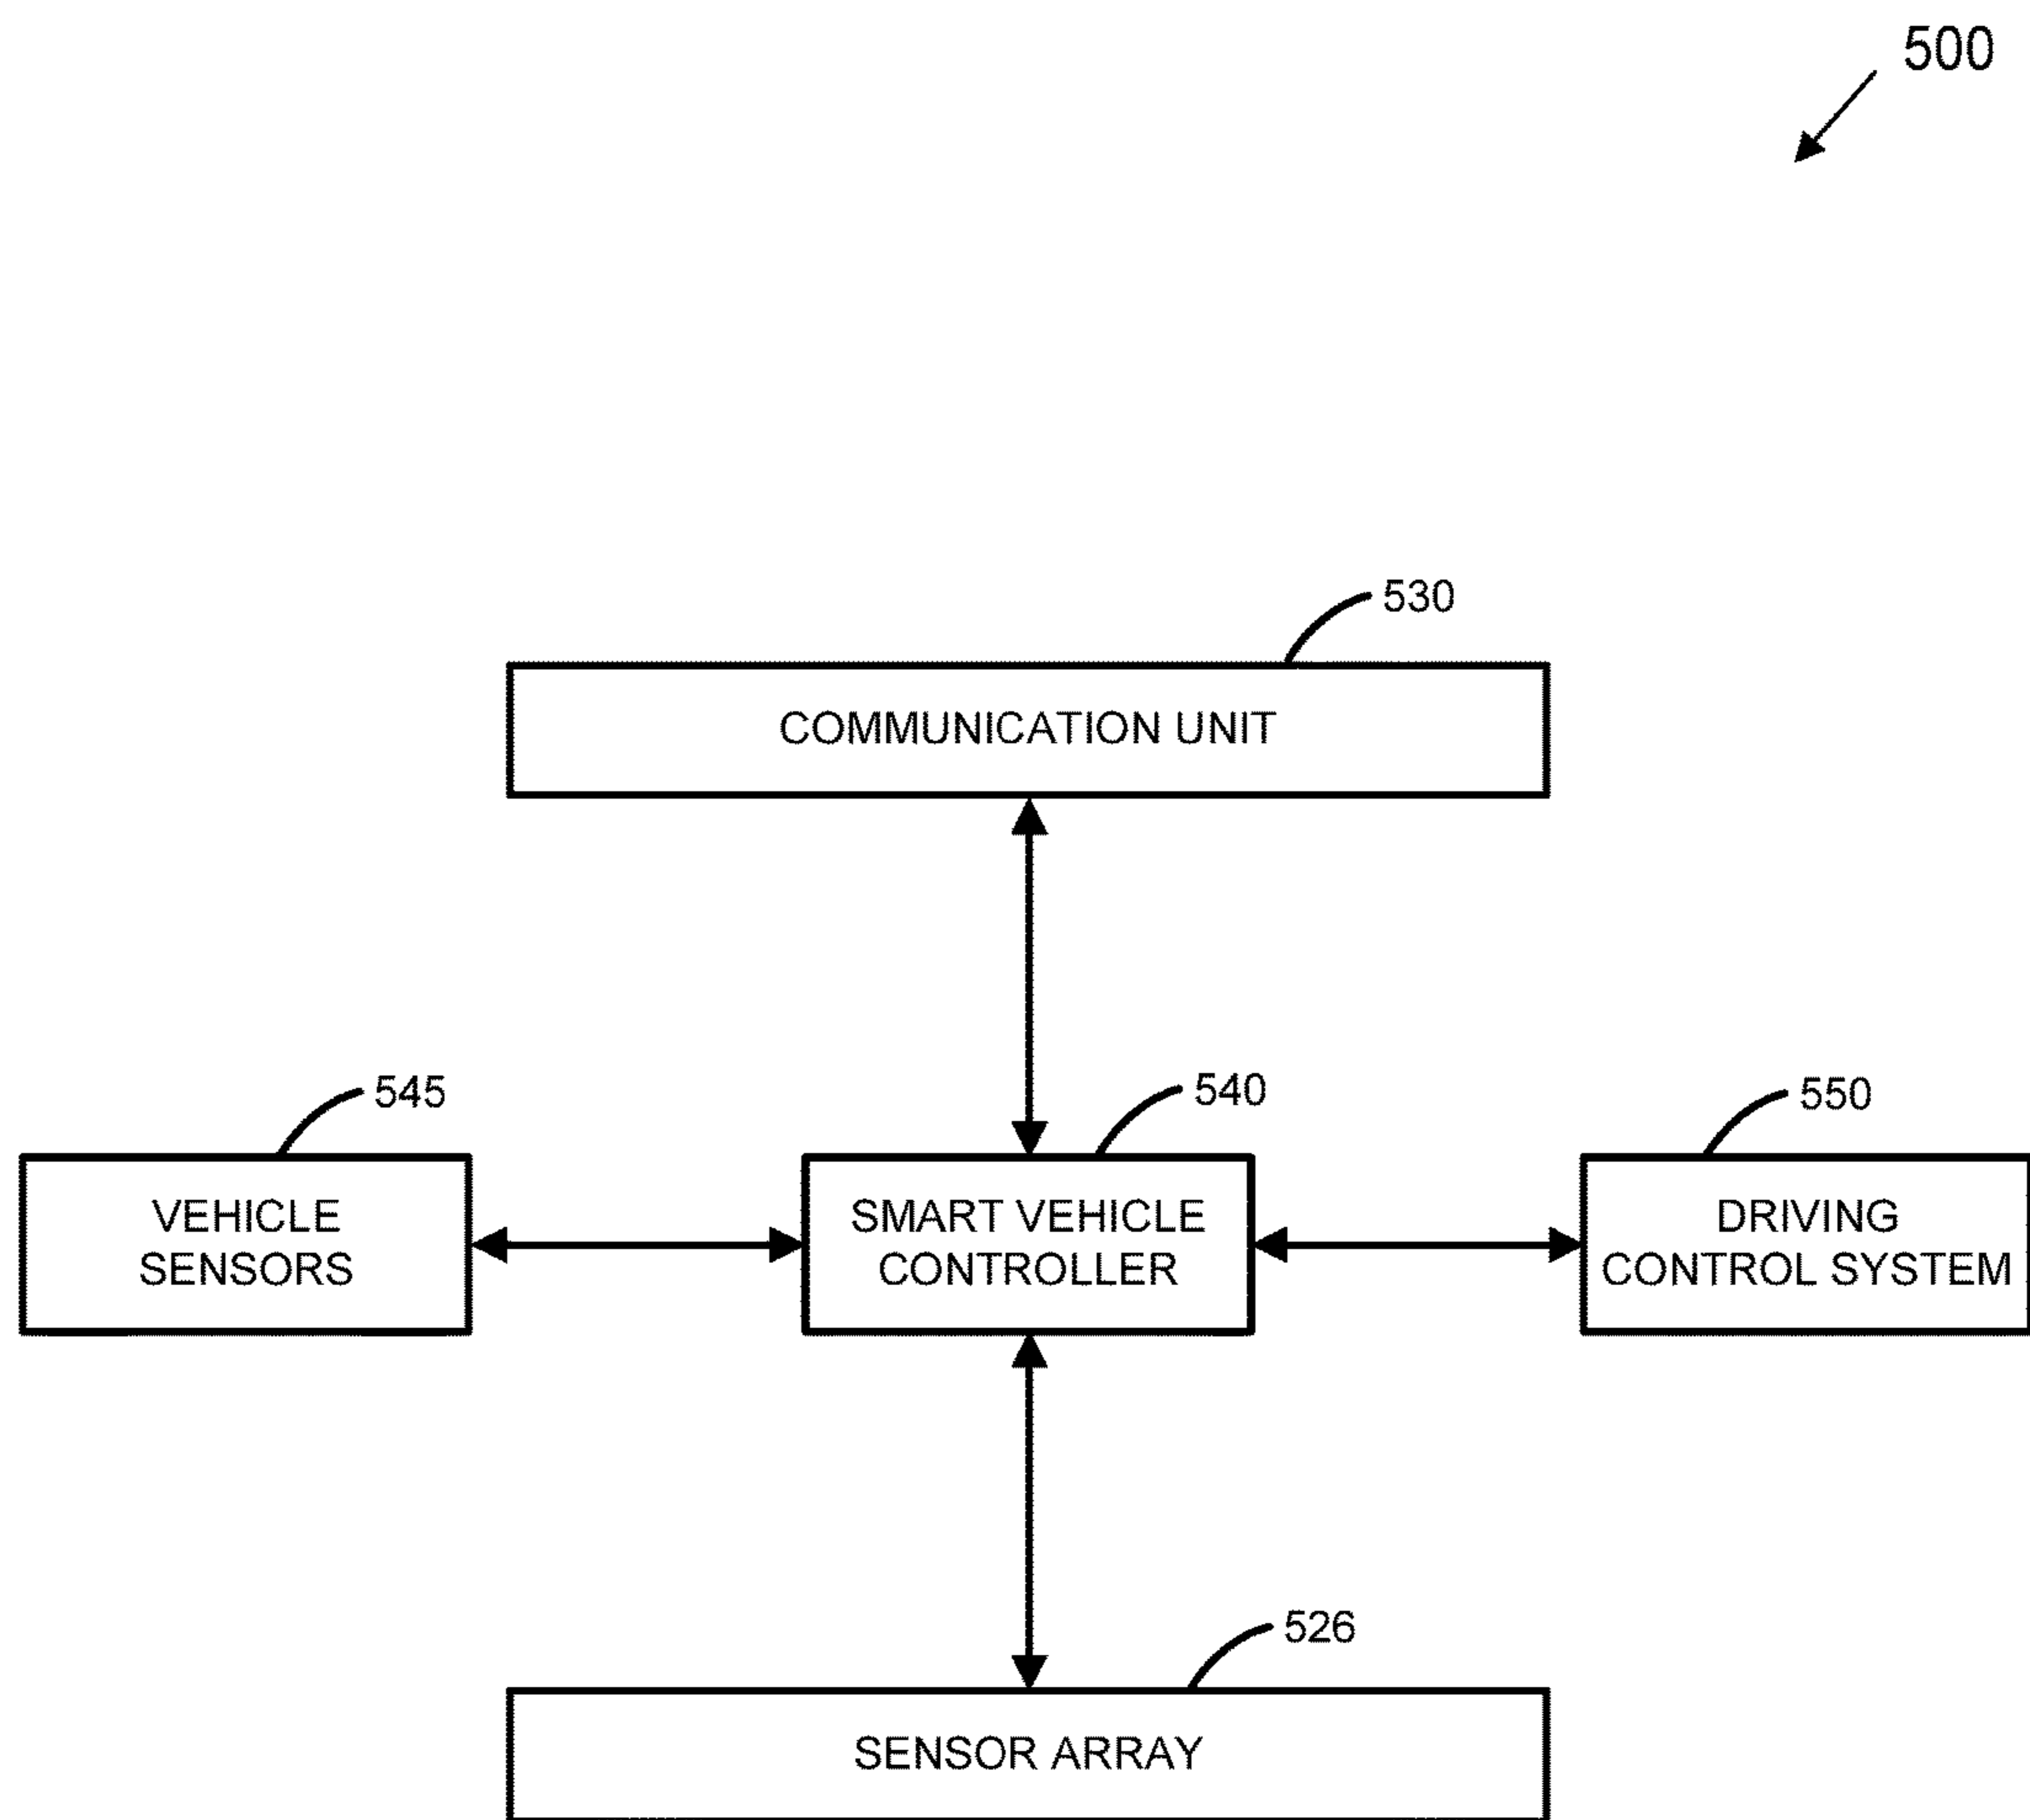 500
530
COMMUNICATION UNIT
545
540
550
VEHICLE
SENSORS
SMART VEHICLE
CONTROLLER
DRIVING
CONTROL SYSTEM
526
SENSOR ARRAY